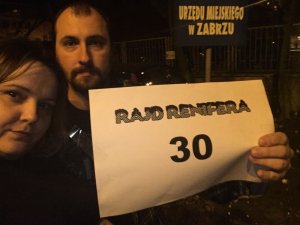 URZĘDU MIEJSKIEGO
W ZABRZU
RAJD RENIFERA
30